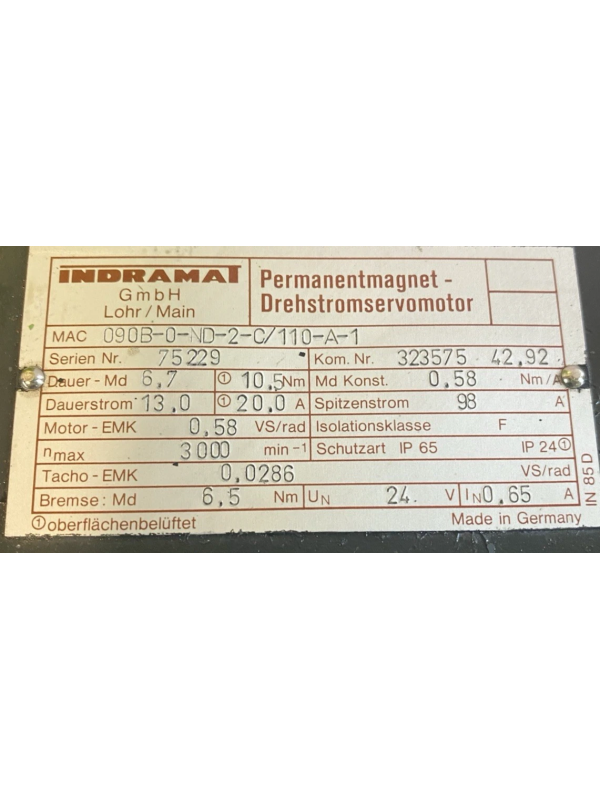 INDRAMAT
GmbH
Lohr/Main
Permanentmagnet -
Drehstromservomotor
MAC 090B-0-ND-2-C/110-A-1
Serien Nr. 75229 Kom. Nr. 323575 42,92
Dauer - Md 6,7 ① 10,5 Nm Md Konst. 0,58 Nm/A
Dauerstrom 13,0 ① 20,0 A Spitzenstrom 98 A
Motor - EMK 0,58 VS/rad Isolationsklasse F
nmax 3000 min-1 Schutzart IP 65 IP 24①
Tacho - EMK 0,0286 VS/rad
Bremse: Md 6,5 Nm UN 24 V IN 0,65 A
①oberflächenbelüftet Made in Germany
IN 85 D